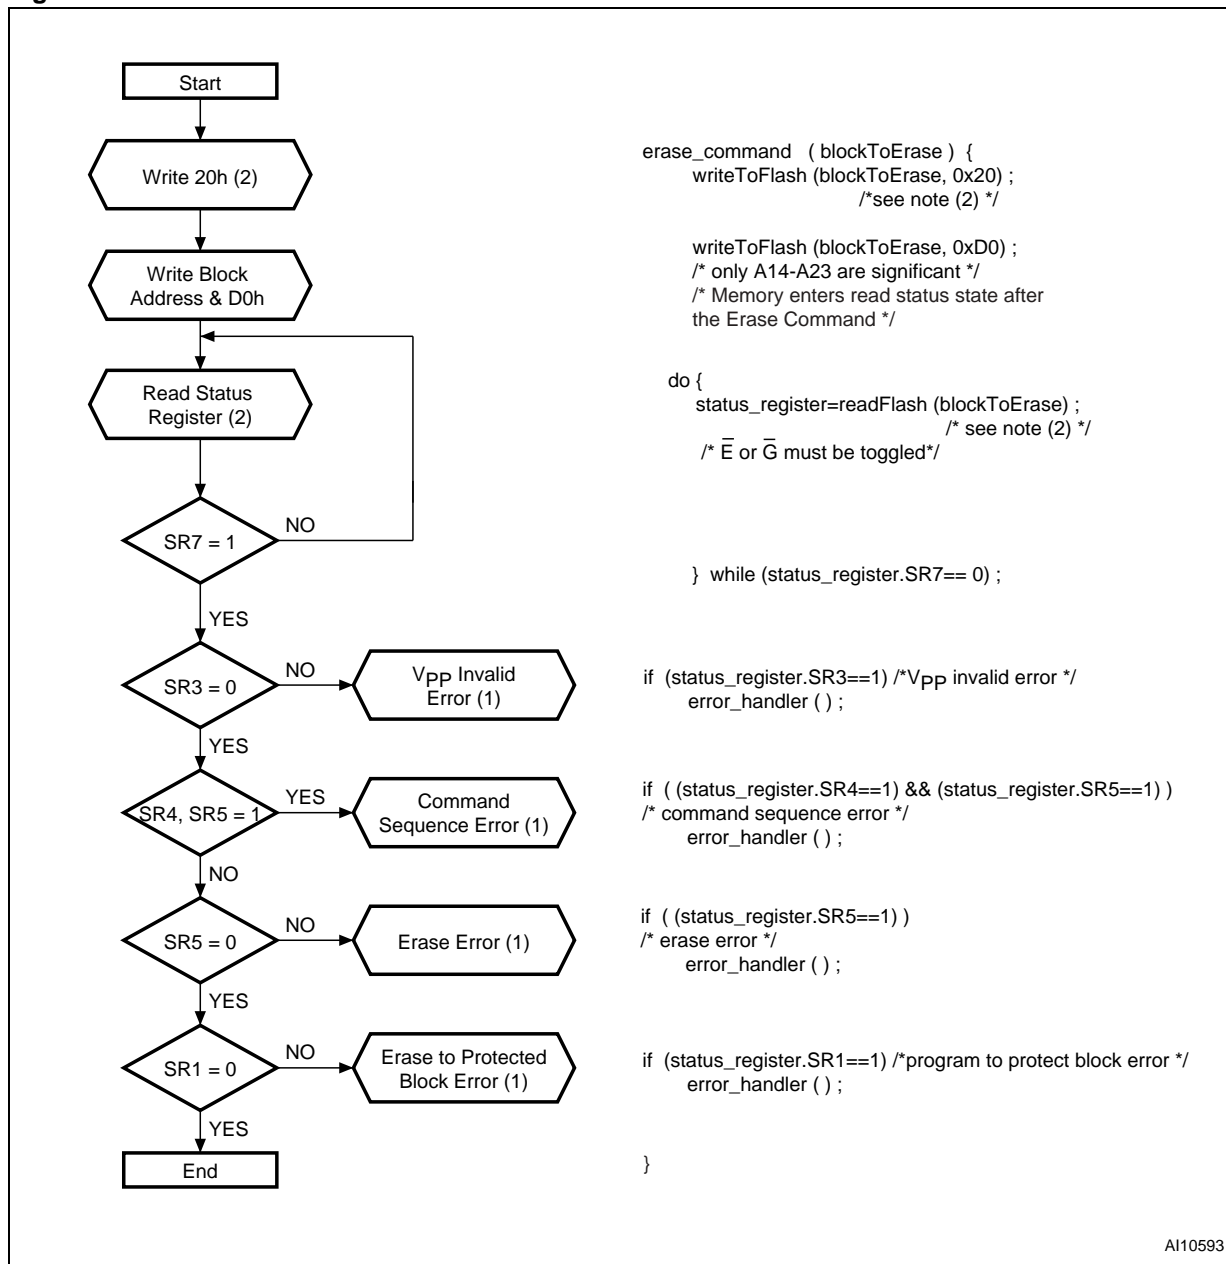 Start
Write 20h (2)
Write Block
Address & D0h
Read Status
Register (2)
SR7 = 1
NO
YES
SR3 = 0
NO
VPP Invalid
Error (1)
YES
SR4, SR5 = 1
YES
Command
Sequence Error (1)
NO
SR5 = 0
NO
Erase Error (1)
YES
SR1 = 0
NO
Erase to Protected
Block Error (1)
YES
End
erase_command ( blockToErase ) {
writeToFlash (blockToErase, 0x20) ;
/*see note (2) */
writeToFlash (blockToErase, 0xD0) ;
/* only A14-A23 are significant */
/* Memory enters read status state after
the Erase Command */
do {
status_register=readFlash (blockToErase) ;
/* see note (2) */
/* E̅ or G̅ must be toggled*/
} while (status_register.SR7== 0) ;
if (status_register.SR3==1) /*VPP invalid error */
error_handler ( ) ;
if ( (status_register.SR4==1) && (status_register.SR5==1) )
/* command sequence error */
error_handler ( ) ;
if ( (status_register.SR5==1) )
/* erase error */
error_handler ( ) ;
if (status_register.SR1==1) /*program to protect block error */
error_handler ( ) ;
}
AI10593